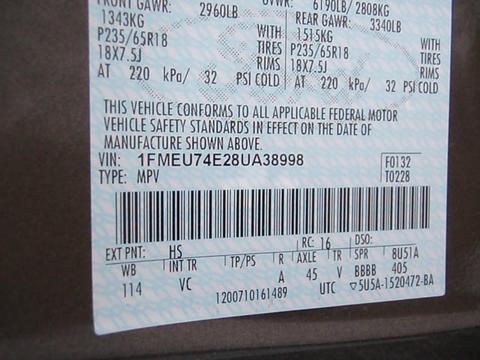 FRONT GAWR: 2960LB
GVWR: 6190LB/ 2808KG
1343KG
REAR GAWR: 3340LB
P235/65R18 WITH
1515KG WITH
18X7.5J TIRES
P235/65R18 TIRES
RIMS
18X7.5J RIMS
AT 220 kPa/ 32 PSI COLD
AT 220 kPa/ 32 PSI COLD
THIS VEHICLE CONFORMS TO ALL APPLICABLE FEDERAL MOTOR
VEHICLE SAFETY STANDARDS IN EFFECT ON THE DATE OF
MANUFACTURE SHOWN ABOVE.
VIN: 1FMEU74E28UA38998 F0132
TYPE: MPV T0228
EXT PNT: HS RC: 16 DSO:
WB INT TR TP/PS R AXLE TR SPR BU51A
114 VC A 45 V BBBB 405
1200710161489 UTC ▽5U5A-1520472-BA